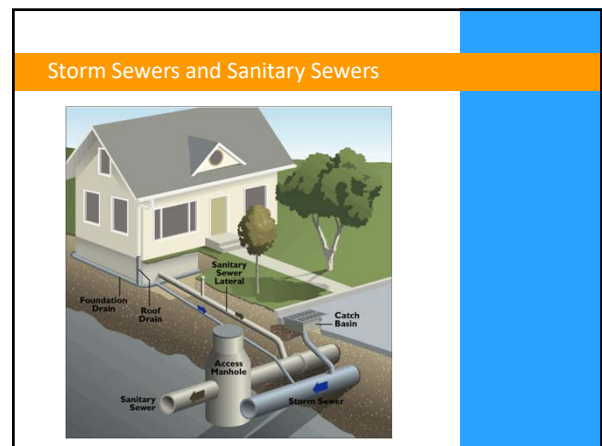 Storm Sewers and Sanitary Sewers
Sanitary
Sewer
Lateral
Foundation
Drain
Roof
Drain
Catch
Basin
Access
Manhole
Sanitary
Sewer
Storm Sewer